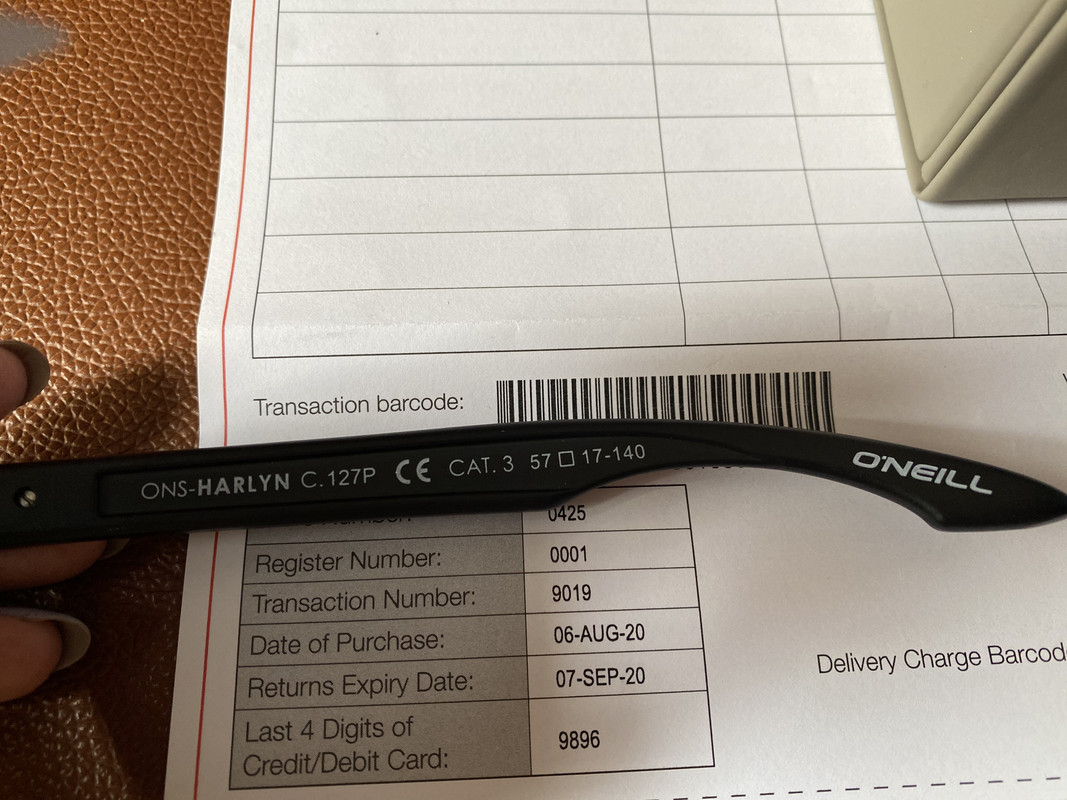 Transaction barcode:
ONS-HARLYN C.127P CE CAT. 3 57□17-140
O'NEILL
0425
Register Number: 0001
Transaction Number: 9019
Date of Purchase: 06-AUG-20
Returns Expiry Date: 07-SEP-20
Last 4 Digits of
Credit/Debit Card: 9896
Delivery Charge